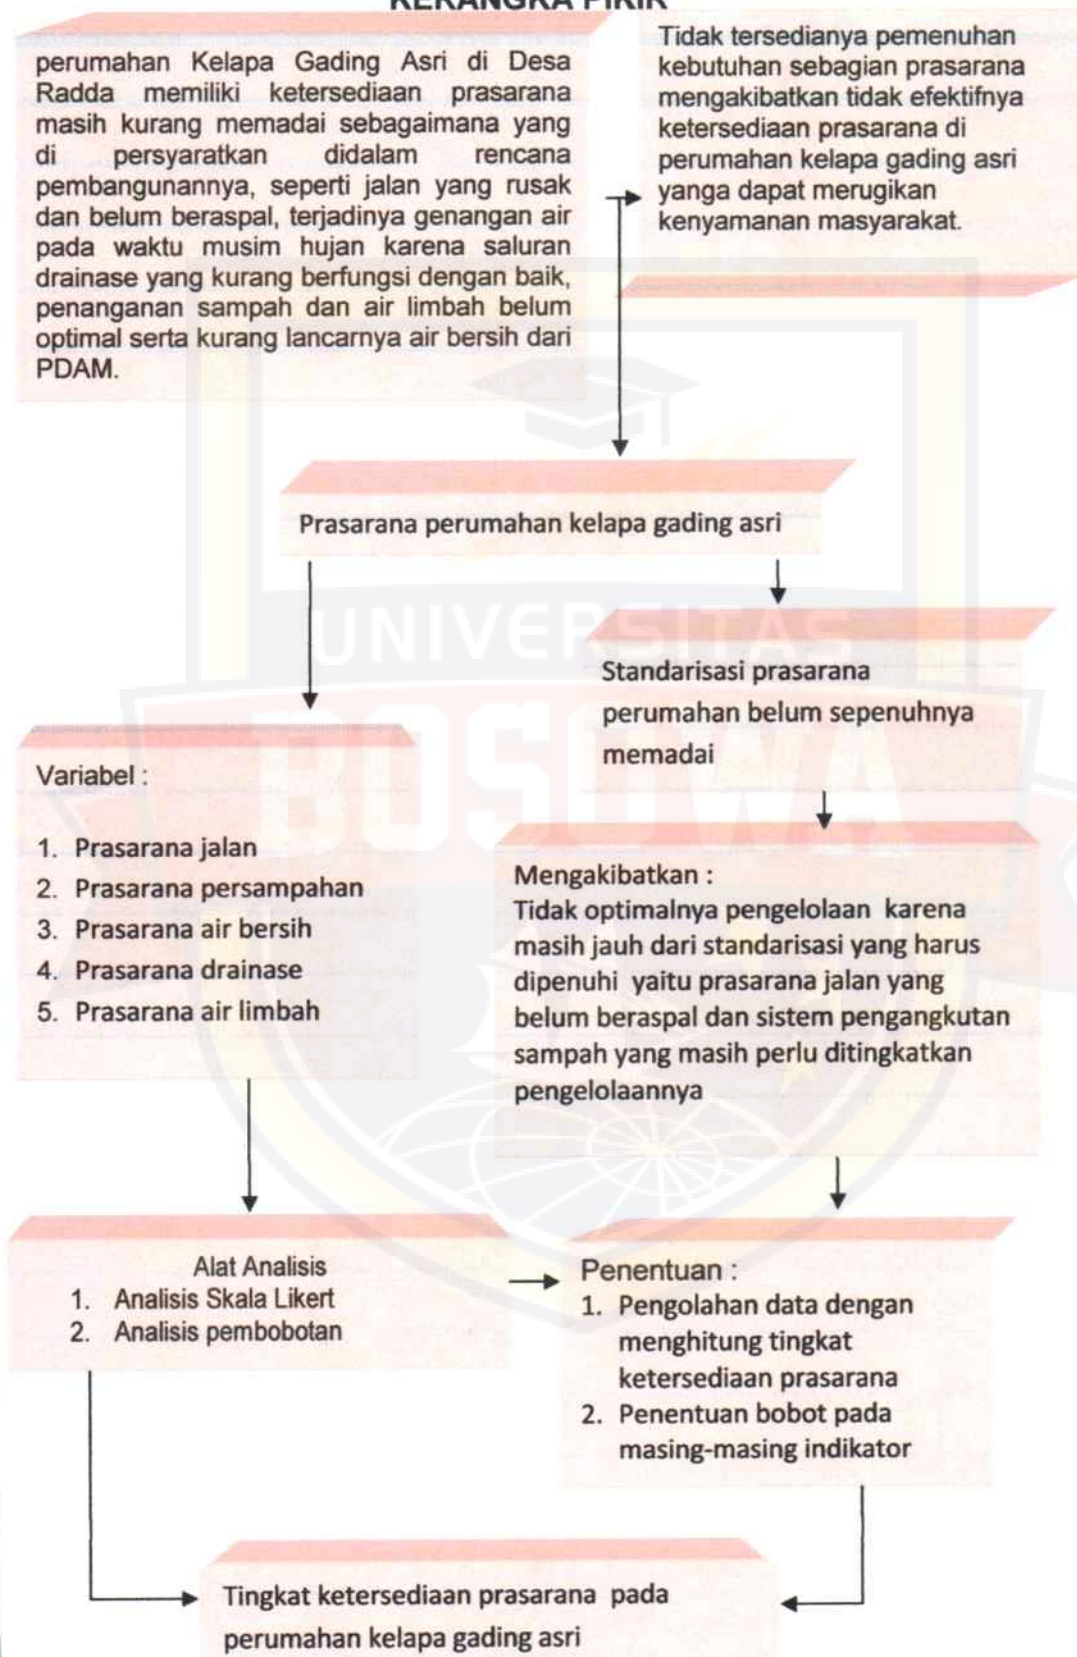 KERANGKA PIKIR
perumahan Kelapa Gading Asri di Desa
Radda memiliki ketersediaan prasarana
masih kurang memadai sebagaimana yang
di persyaratkan didalam rencana
pembangunannya, seperti jalan yang rusak
dan belum beraspal, terjadinya genangan air
pada waktu musim hujan karena saluran
drainase yang kurang berfungsi dengan baik,
penanganan sampah dan air limbah belum
optimal serta kurang lancarnya air bersih dari
PDAM.
Tidak tersedianya pemenuhan
kebutuhan sebagian prasarana
mengakibatkan tidak efektifnya
ketersediaan prasarana di
perumahan kelapa gading asri
yanga dapat merugikan
kenyamanan masyarakat.
Prasarana perumahan kelapa gading asri
UNIVERSITAS
BOSOWA
Standarisasi prasarana
perumahan belum sepenuhnya
memadai
Variabel :
1. Prasarana jalan
2. Prasarana persampahan
3. Prasarana air bersih
4. Prasarana drainase
5. Prasarana air limbah
Mengakibatkan :
Tidak optimalnya pengelolaan karena
masih jauh dari standarisasi yang harus
dipenuhi yaitu prasarana jalan yang
belum beraspal dan sistem pengangkutan
sampah yang masih perlu ditingkatkan
pengelolaannya
Alat Analisis
1. Analisis Skala Likert
2. Analisis pembobotan
Penentuan :
1. Pengolahan data dengan
menghitung tingkat
ketersediaan prasarana
2. Penentuan bobot pada
masing-masing indikator
Tingkat ketersediaan prasarana pada
perumahan kelapa gading asri